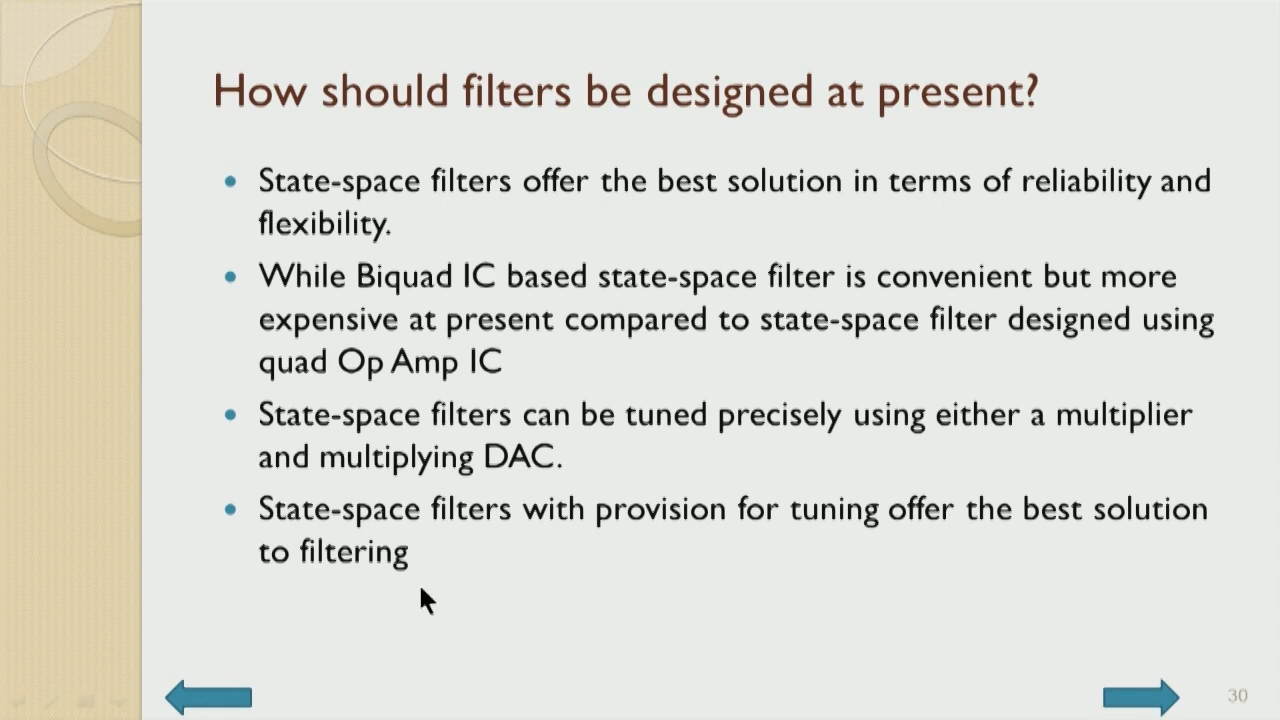 How should filters be designed at present?
• State-space filters offer the best solution in terms of reliability and
flexibility.
• While Biquad IC based state-space filter is convenient but more
expensive at present compared to state-space filter designed using
quad Op Amp IC
• State-space filters can be tuned precisely using either a multiplier
and multiplying DAC.
• State-space filters with provision for tuning offer the best solution
to filtering
30